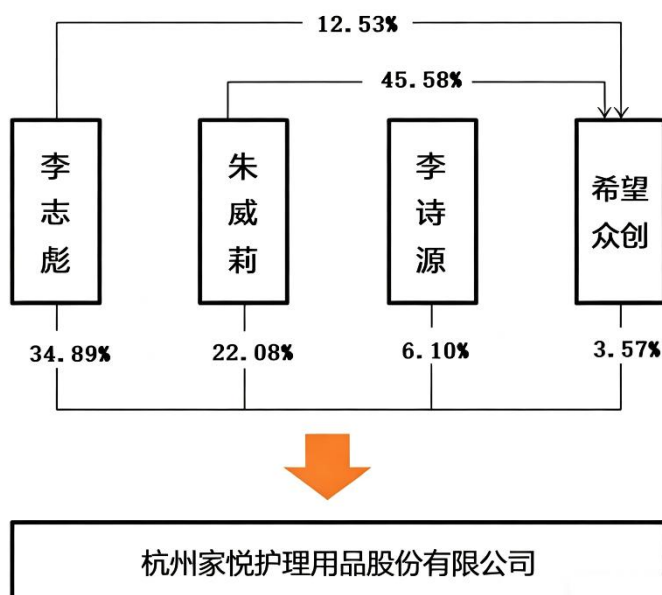 12.53%
45.58%
李志彪
朱威莉
李诗源
希望
众创
34.89%
22.08%
6.10%
3.57%
杭州家悦护理用品股份有限公司